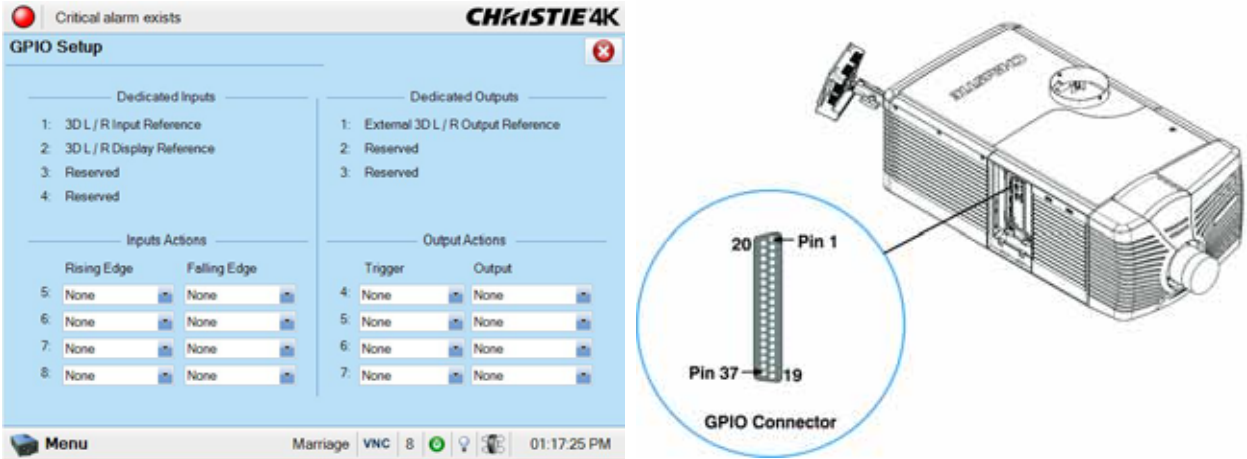 Critical alarm exists
CHRISTIE 4K
GPIO Setup
Dedicated Inputs
1: 3D L / R Input Reference
2: 3D L / R Display Reference
3: Reserved
4: Reserved
Dedicated Outputs
1: External 3D L / R Output Reference
2: Reserved
3: Reserved
Inputs Actions
Rising Edge Falling Edge
5: None None
6: None None
7: None None
8: None None
Output Actions
Trigger Output
4: None None
5: None None
6: None None
7: None None
Menu
Marriage VNC 8 01:17:25 PM
CHRISTIE
20 Pin 1
Pin 37 19
GPIO Connector